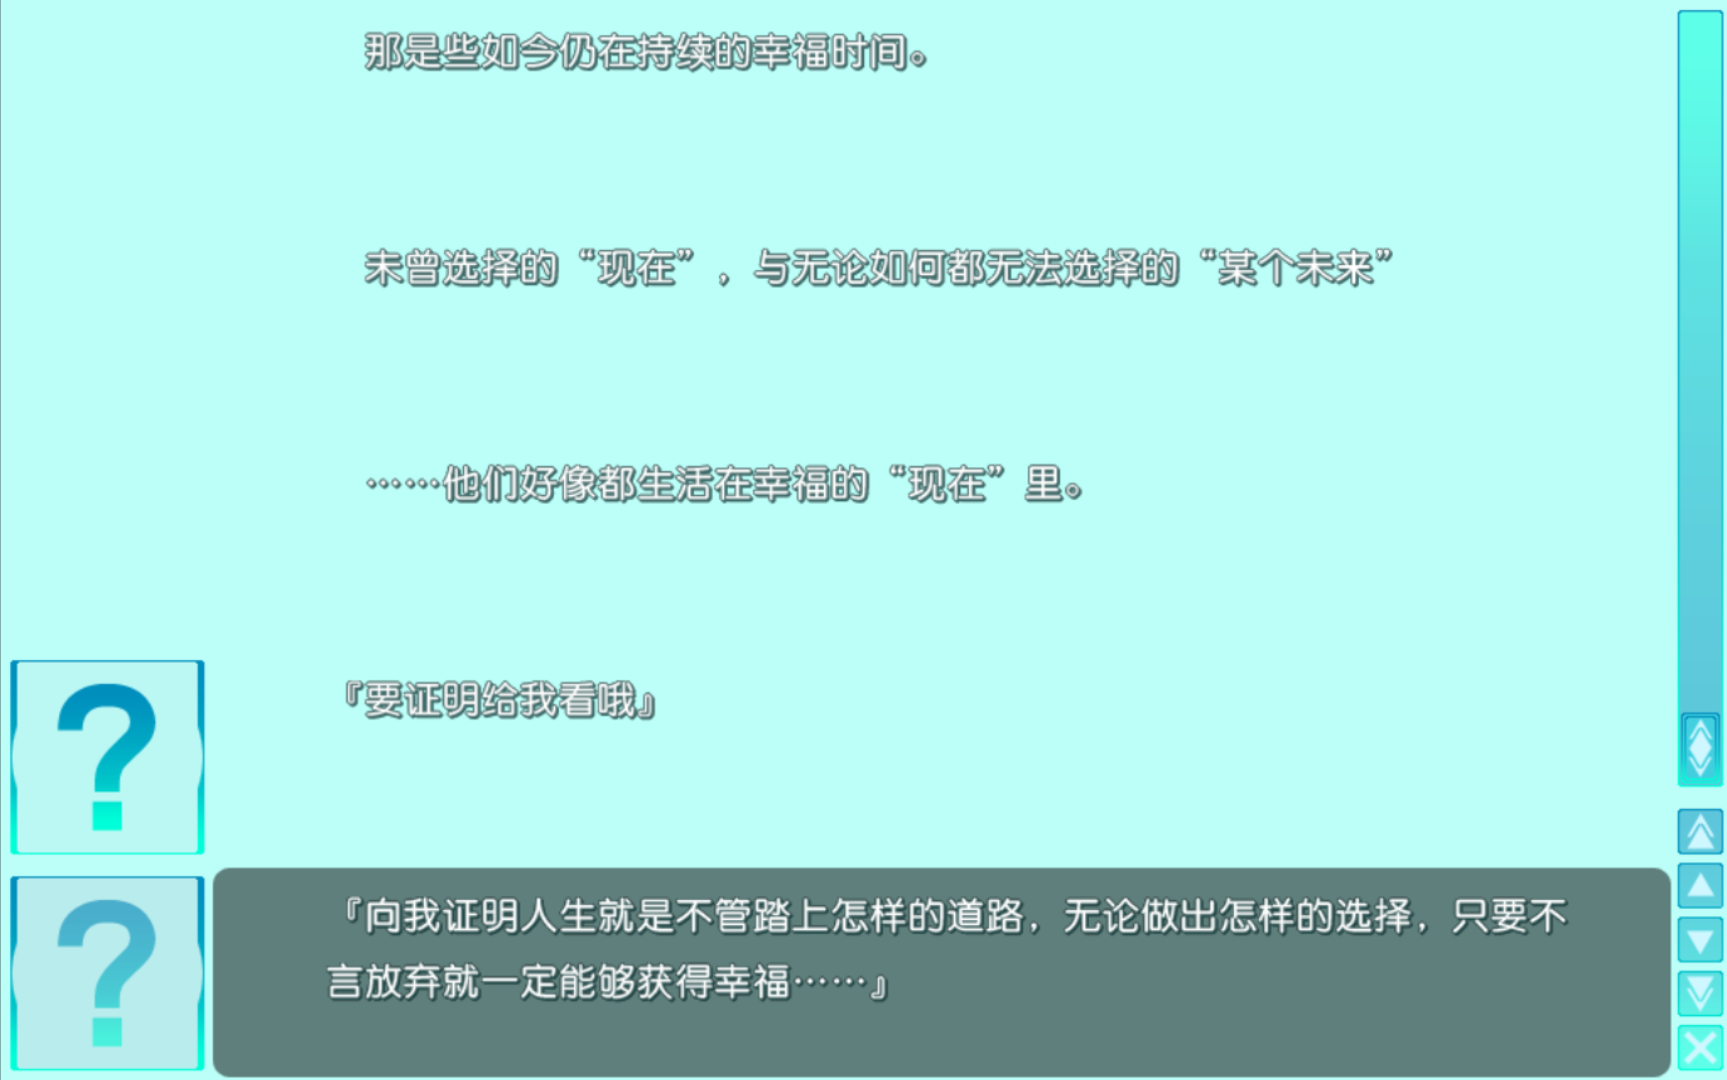 那是些如今仍在持续的幸福时间。
未曾选择的“现在”，与无论如何都无法选择的“某个未来”
……他们好像都生活在幸福的“现在”里。
『要证明给我看哦』
『向我证明人生就是不管踏上怎样的道路，无论做出怎样的选择，只要不
言放弃就一定能够获得幸福……』